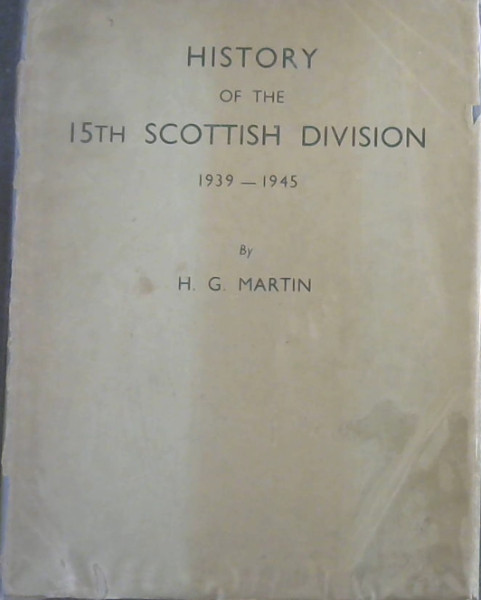 HISTORY
OF THE
15TH SCOTTISH DIVISION
1939 — 1945
By
H. G. MARTIN